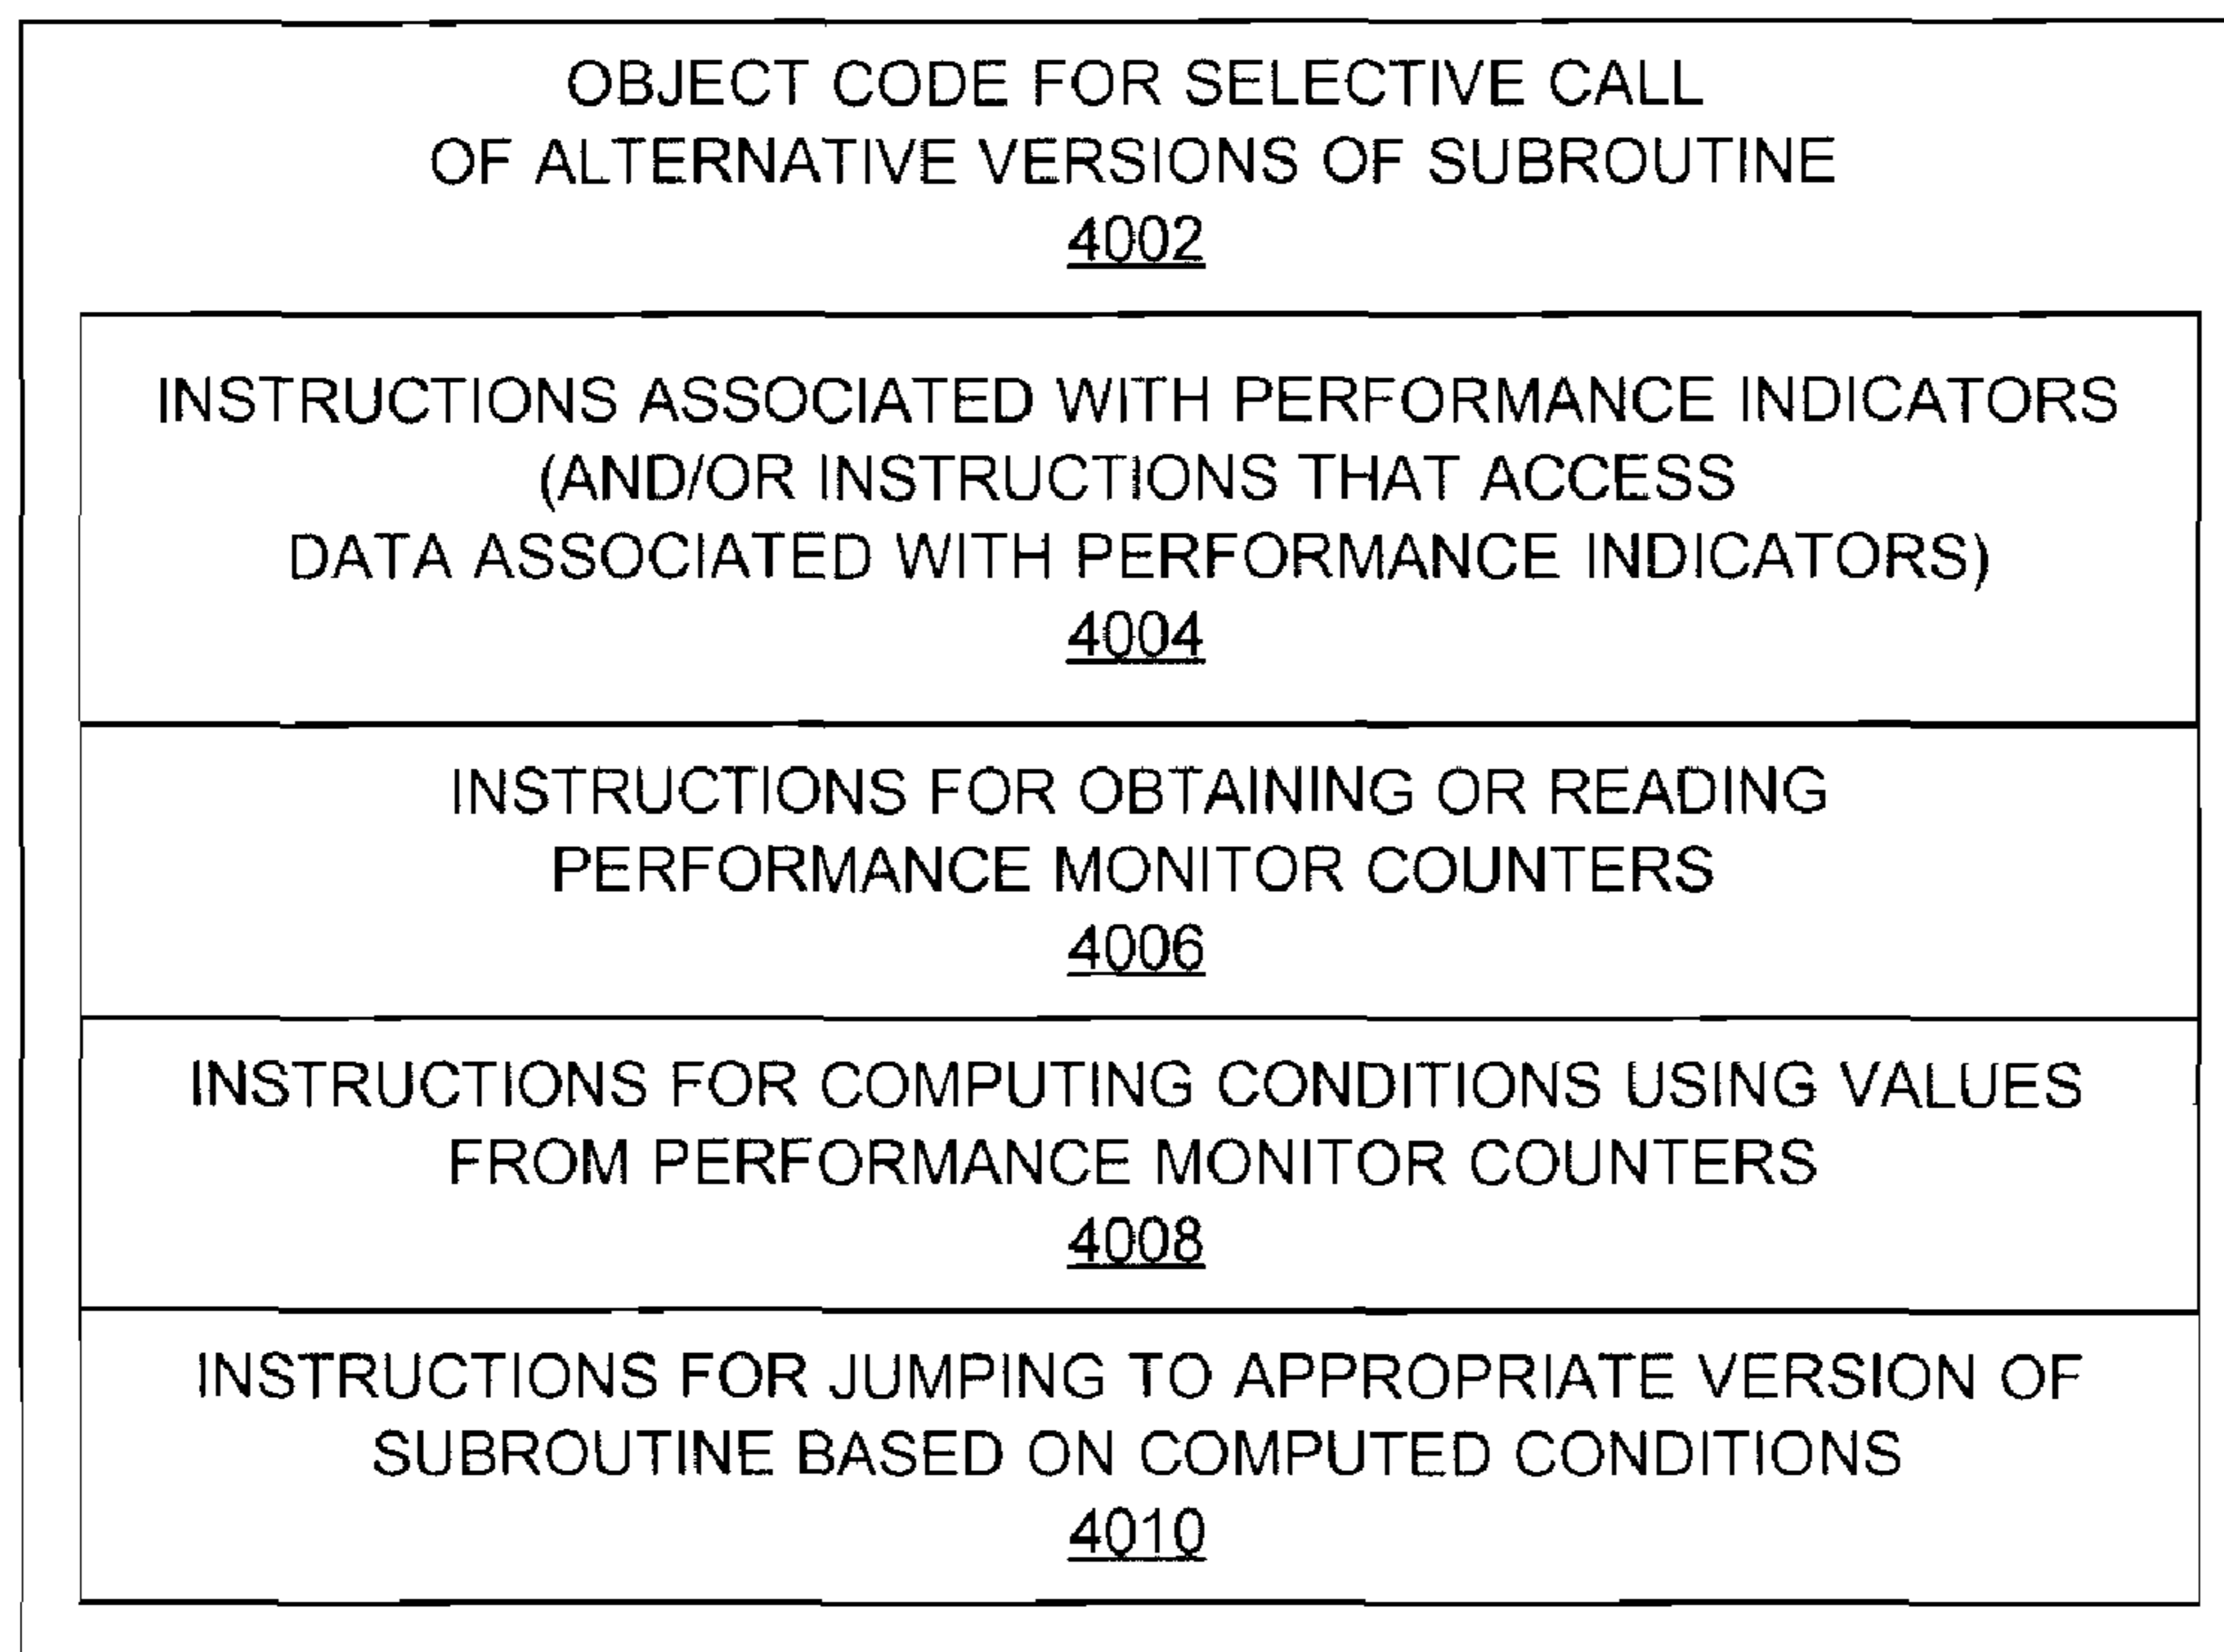 OBJECT CODE FOR SELECTIVE CALL
OF ALTERNATIVE VERSIONS OF SUBROUTINE
4002
INSTRUCTIONS ASSOCIATED WITH PERFORMANCE INDICATORS
(AND/OR INSTRUCTIONS THAT ACCESS
DATA ASSOCIATED WITH PERFORMANCE INDICATORS)
4004
INSTRUCTIONS FOR OBTAINING OR READING
PERFORMANCE MONITOR COUNTERS
4006
INSTRUCTIONS FOR COMPUTING CONDITIONS USING VALUES
FROM PERFORMANCE MONITOR COUNTERS
4008
INSTRUCTIONS FOR JUMPING TO APPROPRIATE VERSION OF
SUBROUTINE BASED ON COMPUTED CONDITIONS
4010